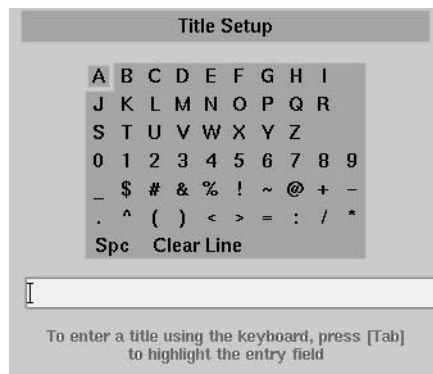 Title Setup
A B C D E F G H I
J K L M N O P Q R
S T U V W X Y Z
0 1 2 3 4 5 6 7 8 9
_ $ # & % ! ~ @ + -
. ^ ( ) < > = : / *
Spc Clear Line
To enter a title using the keyboard, press [Tab]
to highlight the entry field